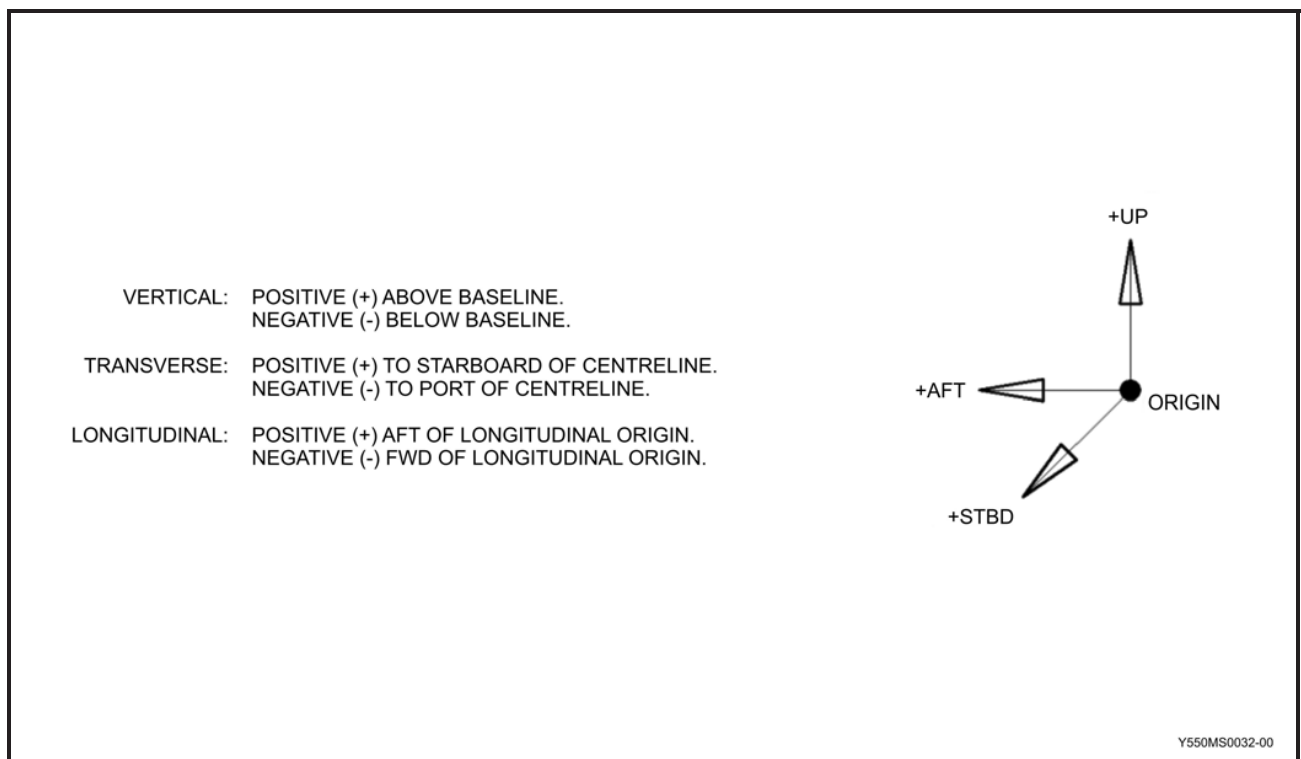 +UP
VERTICAL: POSITIVE (+) ABOVE BASELINE.
NEGATIVE (-) BELOW BASELINE.
TRANSVERSE: POSITIVE (+) TO STARBOARD OF CENTRELINE.
NEGATIVE (-) TO PORT OF CENTRELINE.
+AFT
ORIGIN
LONGITUDINAL: POSITIVE (+) AFT OF LONGITUDINAL ORIGIN.
NEGATIVE (-) FWD OF LONGITUDINAL ORIGIN.
+STBD
Y550MS0032-00